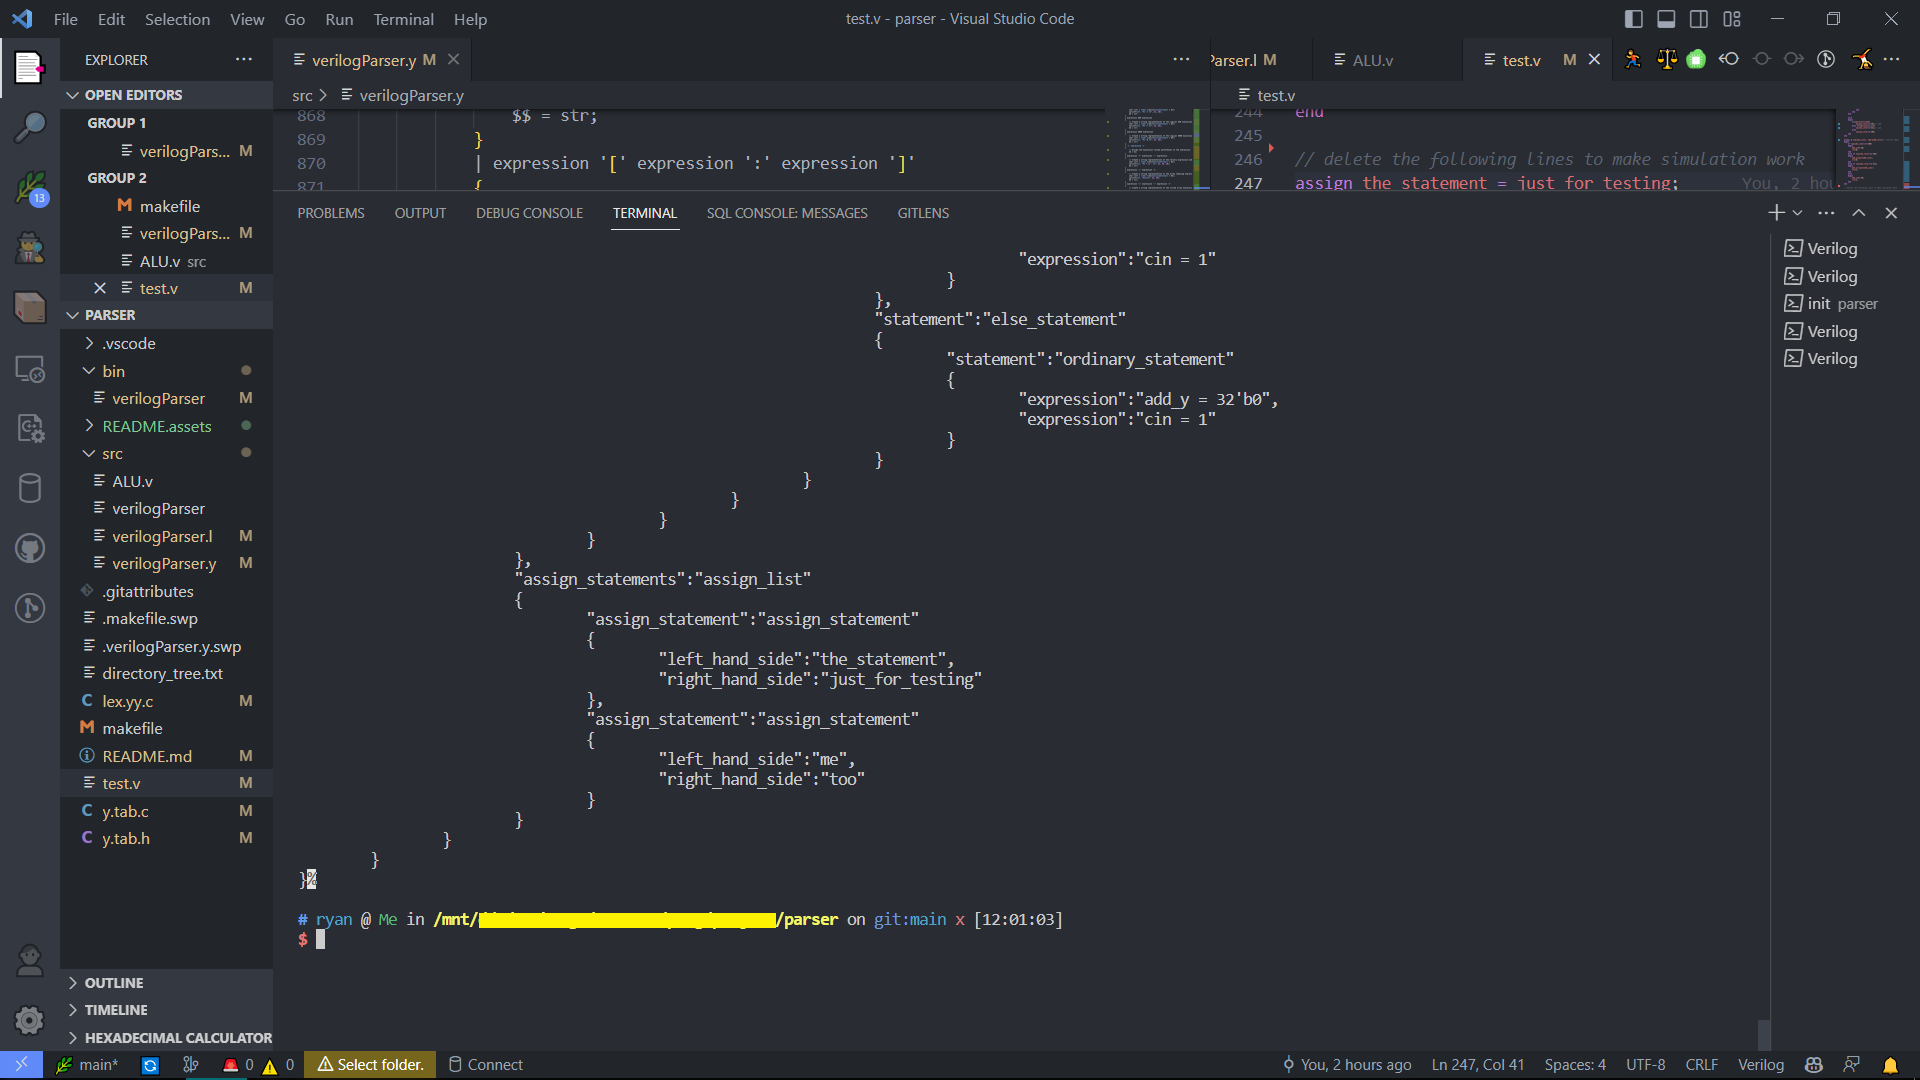 File Edit Selection View Go Run Terminal Help
test.v - parser - Visual Studio Code
EXPLORER
OPEN EDITORS
GROUP 1
verilogPars... M
GROUP 2
makefile
verilogPars... M
ALU.v src
test.v M
PARSER
.vscode
bin
verilogParser M
README.assets
src
ALU.v
verilogParser
verilogParser.l M
verilogParser.y M
.gitattributes
.makefile.swp
.verilogParser.y.swp
directory_tree.txt
lex.yy.c M
makefile
README.md M
test.v M
y.tab.c M
y.tab.h M
OUTLINE
TIMELINE
HEXADECIMAL CALCULATOR
13
verilogParser.y M
src > verilogParser.y
868 $$ = str;
869 }
870 | expression '[' expression ':' expression ']'
871 {
Parser.l M
ALU.v
test.v M
test.v
244 end
245
246 // delete the following lines to make simulation work
247 assign the_statement = just_for_testing; You, 2 hou
PROBLEMS OUTPUT DEBUG CONSOLE TERMINAL SQL CONSOLE: MESSAGES GITLENS
"expression":"cin = 1"
}
},
"statement":"else_statement"
{
"statement":"ordinary_statement"
{
"expression":"add_y = 32'b0",
"expression":"cin = 1"
}
}
}
}
}
}
},
"assign_statements":"assign_list"
{
"assign_statement":"assign_statement"
{
"left_hand_side":"the_statement",
"right_hand_side":"just_for_testing"
},
"assign_statement":"assign_statement"
{
"left_hand_side":"me",
"right_hand_side":"too"
}
}
}
}
}%
# ryan @ Me in /mnt/ /parser on git:main x [12:01:03]
$
Verilog
Verilog
init parser
Verilog
Verilog
main* 0 0 Select folder. Connect
You, 2 hours ago Ln 247, Col 41 Spaces: 4 UTF-8 CRLF Verilog